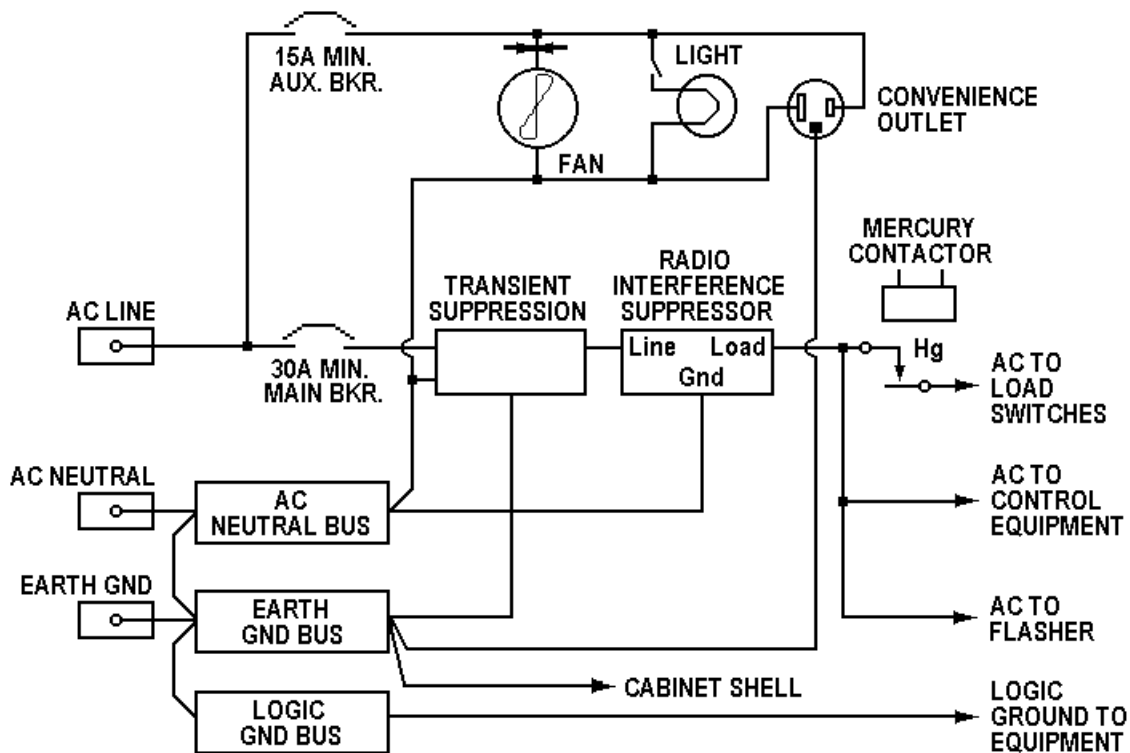 15A MIN.
AUX. BKR.
LIGHT
CONVENIENCE
OUTLET
FAN
MERCURY
CONTACTOR
RADIO
INTERFERENCE
SUPPRESSOR
TRANSIENT
SUPPRESSION
AC LINE
30A MIN.
MAIN BKR.
Line Load
Gnd
Hg
AC TO
LOAD
SWITCHES
AC NEUTRAL
AC
NEUTRAL BUS
AC TO
CONTROL
EQUIPMENT
EARTH GND
EARTH
GND BUS
AC TO
FLASHER
CABINET SHELL
LOGIC
GND BUS
LOGIC
GROUND TO
EQUIPMENT